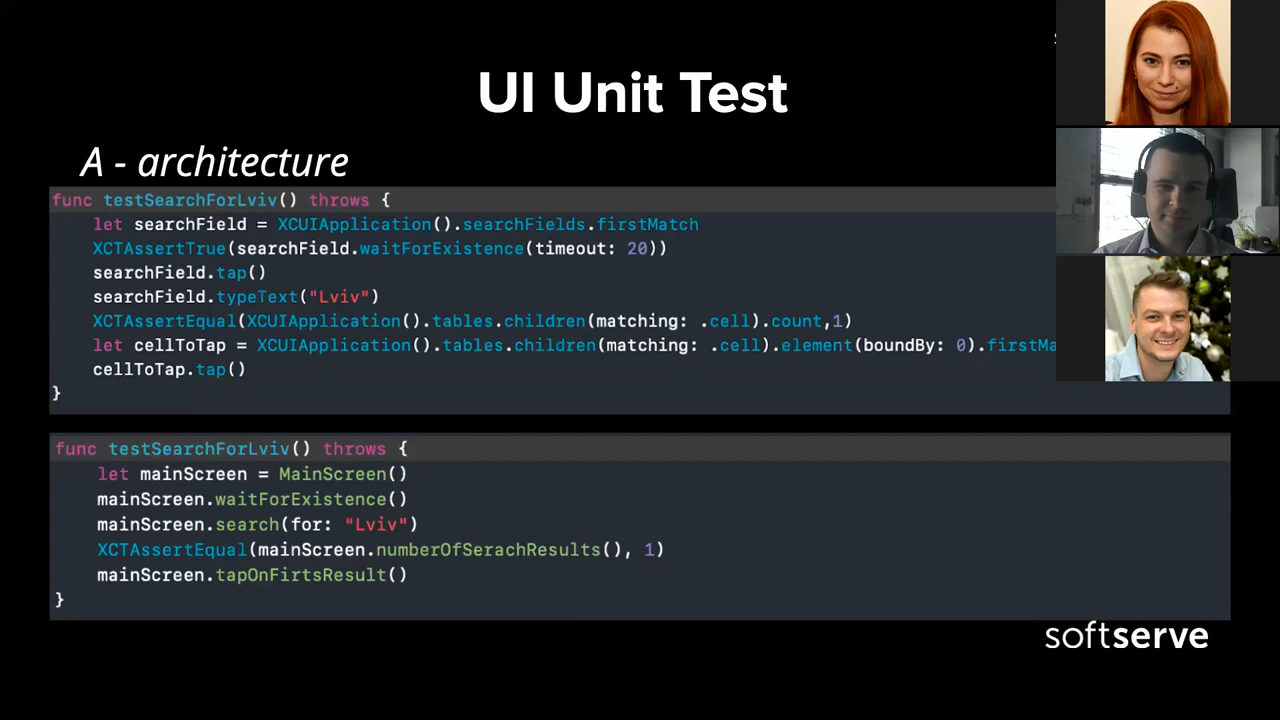 UI Unit Test
A - architecture
func testSearchForLviv() throws {
let searchField = XCUIApplication().searchFields.firstMatch
XCTAssertTrue(searchField.waitForExistence(timeout: 20))
searchField.tap()
searchField.typeText("Lviv")
XCTAssertEqual(XCUIApplication().tables.children(matching: .cell).count,1)
let cellToTap = XCUIApplication().tables.children(matching: .cell).element(boundBy: 0).firstMa
cellToTap.tap()
}
func testSearchForLviv() throws {
let mainScreen = MainScreen()
mainScreen.waitForExistence()
mainScreen.search(for: "Lviv")
XCTAssertEqual(mainScreen.numberOfSerachResults(), 1)
mainScreen.tapOnFirtsResult()
}
softserve